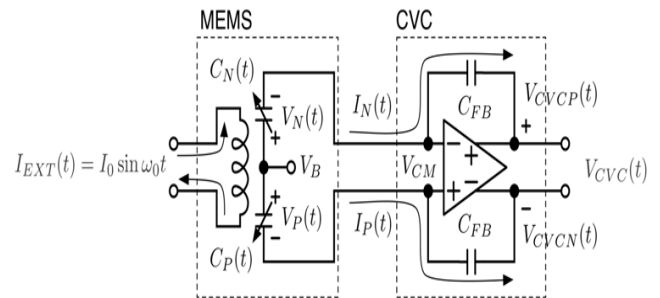 MEMS
CVC
C_N(t)
V_N(t)
I_N(t)
C_FB
V_CVCP(t)
+
-
+
I_EXT(t) = I_0 sin ω_0 t
V_B
V_CM
-
+
+
-
V_CVC(t)
+
-
V_P(t)
I_P(t)
C_FB
-
V_CVCN(t)
C_P(t)